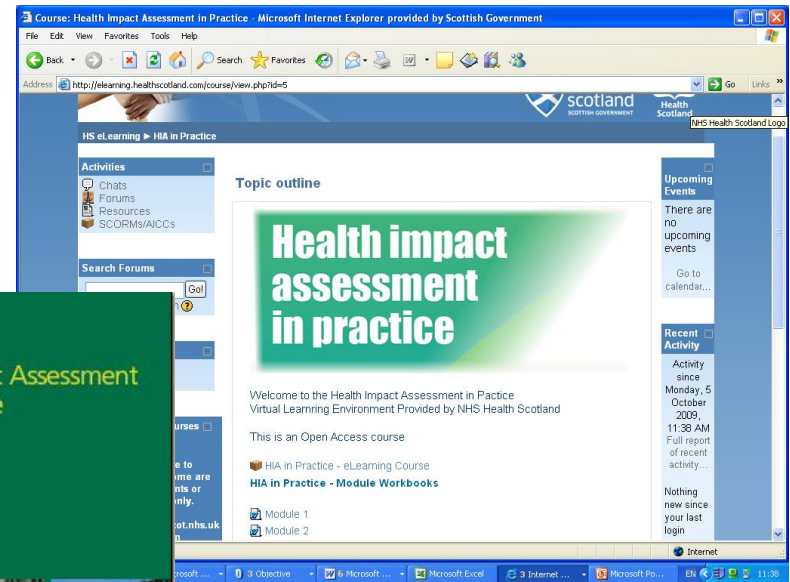 Course: Health Impact Assessment in Practice - Microsoft Internet Explorer provided by Scottish Government
File Edit View Favorites Tools Help
Back Search Favorites
Address http://elearning.healthscotland.com/course/view.php?id=5 Go Links
Scotland
SCOTTISH GOVERNMENT
Health
Scotland
NHS Health Scotland Logo
HS eLearning ► HIA in Practice
Activities
Chats
Forums
Resources
SCORMs/AICCs
Search Forums
Go!
Topic outline
Health impact
assessment
in practice
Welcome to the Health Impact Assessment in Pactice
Virtual Learnring Environment Provided by NHS Health Scotland
This is an Open Access course
HIA in Practice - eLearning Course
HIA in Practice - Module Workbooks
Module 1
Module 2
Upcoming
Events
There are
no
upcoming
events
Go to
calendar...
Recent
Activity
Activity
since
Monday, 5
October
2009,
11:38 AM
Full report
of recent
activity...
Nothing
new since
your last
login
Assessment
Internet
3 Objective
6 Microsoft ...
Microsoft Excel
3 Internet ...
Microsoft Po...
EN
11:38